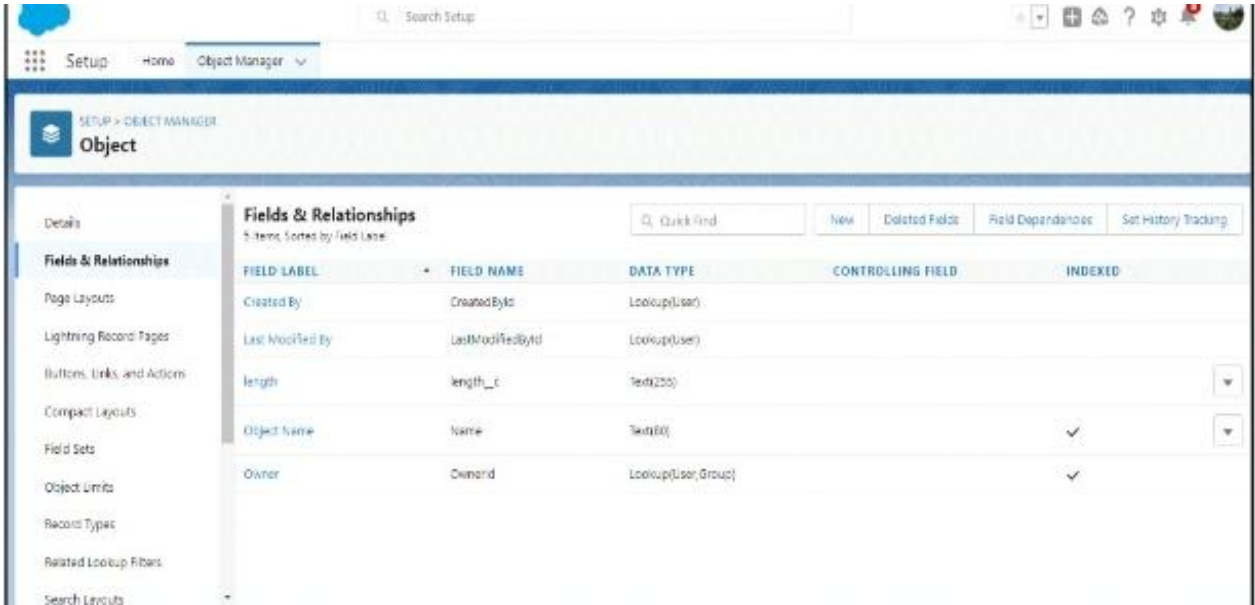 Search Setup
Setup Home Object Manager
SETUP > OBJECT MANAGER
Object
Details
Fields & Relationships
Page Layouts
Lightning Record Pages
Buttons, Links, and Actions
Compact Layouts
Field Sets
Object Limits
Record Types
Related Lookup Filters
Search Layouts
Fields & Relationships
5 Items, Sorted by Field Label
Quick Find
New Deleted Fields Field Dependencies Set History Tracking
FIELD LABEL FIELD NAME DATA TYPE CONTROLLING FIELD INDEXED
Created By CreatedById Lookup(User)
Last Modified By LastModifiedById Lookup(User)
length length__c Text(255)
Object Name Name Text(80)
Owner OwnerId Lookup(User,Group)